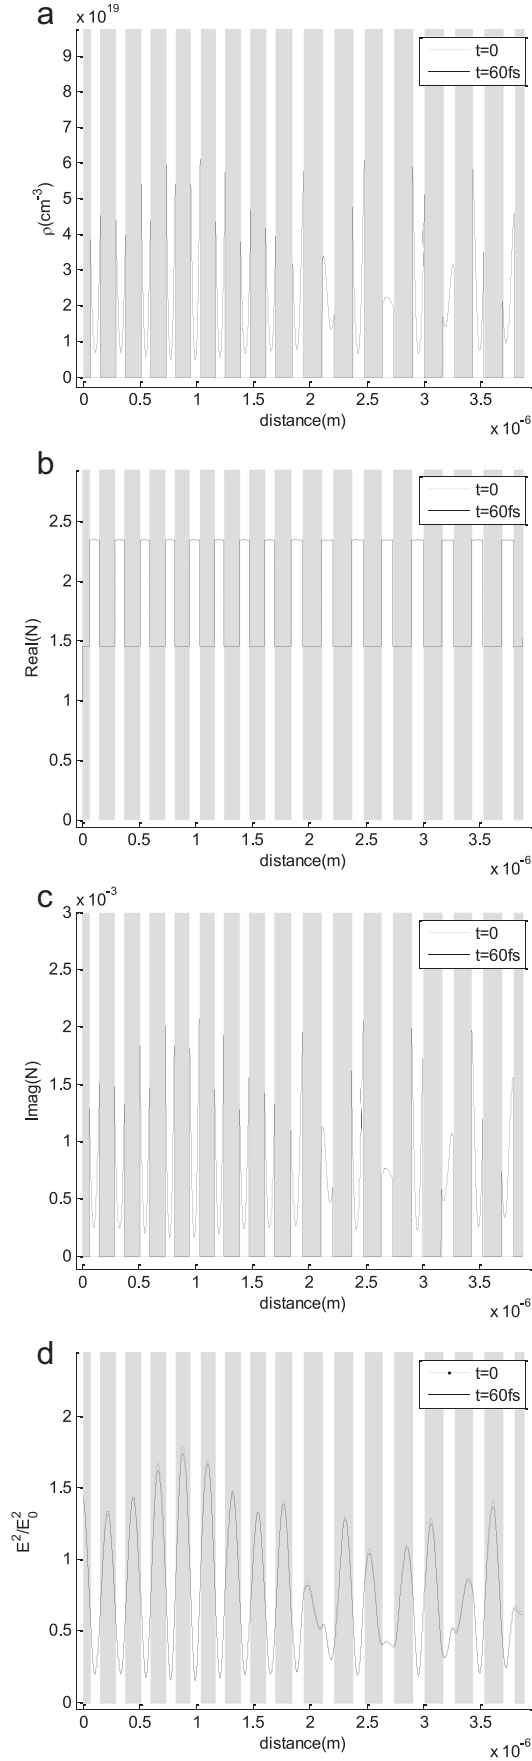 a
x 10^19
t=0
t=60fs
9
8
7
6
5
4
3
2
1
0
ρ(cm^-3)
0 0.5 1 1.5 2 2.5 3 3.5
distance(m)
x 10^-6
b
t=0
t=60fs
2.5
2
1.5
1
0.5
0
Real(N)
0 0.5 1 1.5 2 2.5 3 3.5
distance(m)
x 10^-6
c
x 10^-3
t=0
t=60fs
3
2.5
2
1.5
1
0.5
0
Imag(N)
0 0.5 1 1.5 2 2.5 3 3.5
distance(m)
x 10^-6
d
t=0
t=60fs
2
1.5
1
0.5
0
E^2/E_0^2
0 0.5 1 1.5 2 2.5 3 3.5
distance(m)
x 10^-6